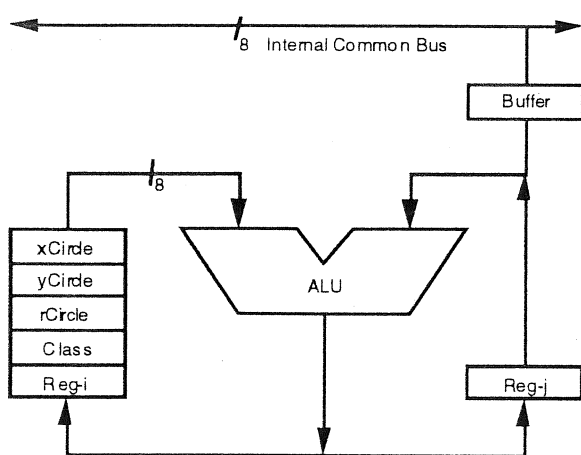 8 Internal Common Bus
Buffer
8
xCircle
yCircle
rCircle
Class
Reg-i
ALU
Reg-j